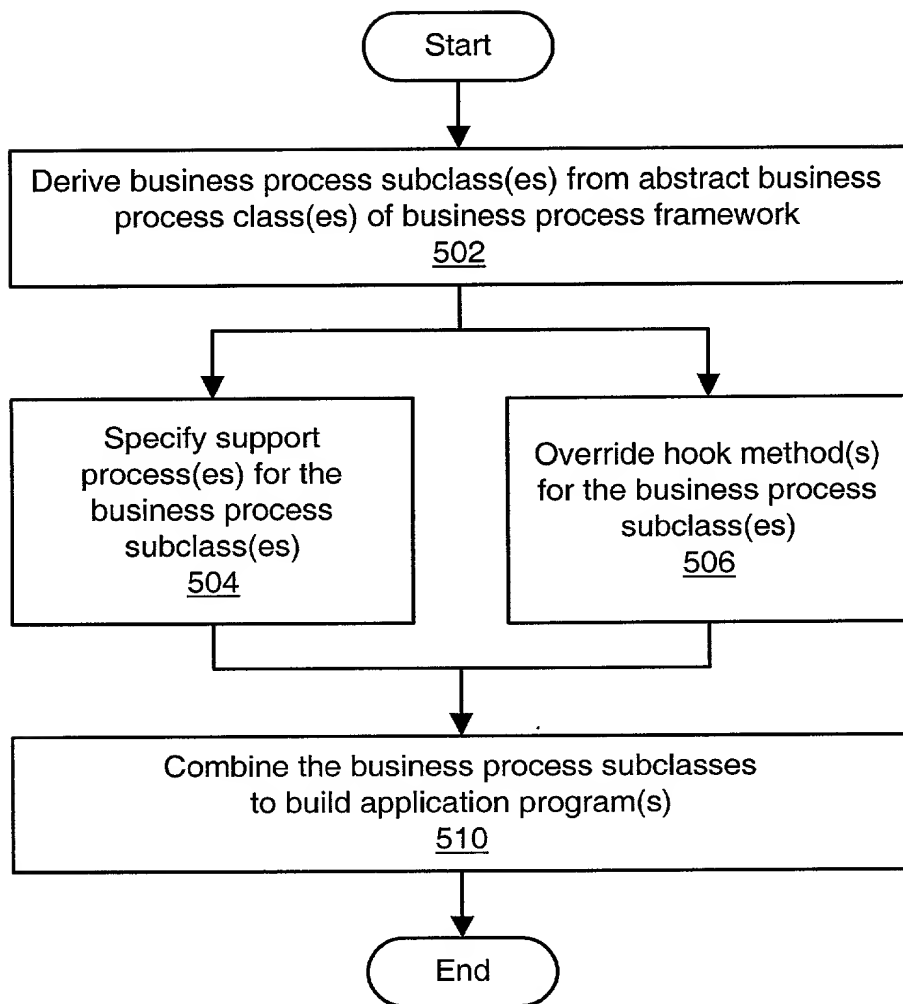 Start
Derive business process subclass(es) from abstract business
process class(es) of business process framework
502
Specify support
process(es) for the
business process
subclass(es)
504
Override hook method(s)
for the business process
subclass(es)
506
Combine the business process subclasses
to build application program(s)
510
End